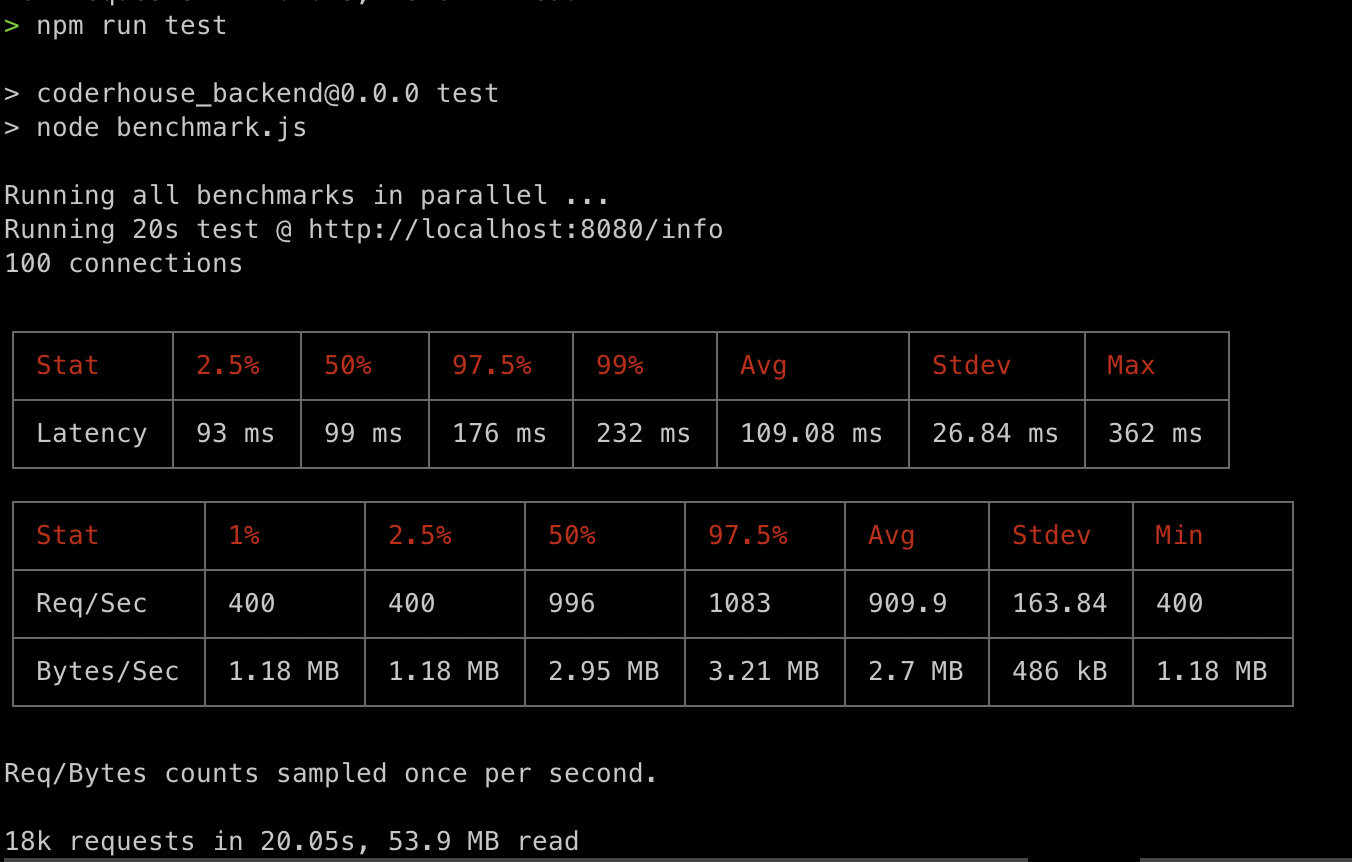 > npm run test
> coderhouse_backend@0.0.0 test
> node benchmark.js
Running all benchmarks in parallel ...
Running 20s test @ http://localhost:8080/info
100 connections
Stat 2.5% 50% 97.5% 99% Avg Stdev Max
Latency 93 ms 99 ms 176 ms 232 ms 109.08 ms 26.84 ms 362 ms
Stat 1% 2.5% 50% 97.5% Avg Stdev Min
Req/Sec 400 400 996 1083 909.9 163.84 400
Bytes/Sec 1.18 MB 1.18 MB 2.95 MB 3.21 MB 2.7 MB 486 kB 1.18 MB
Req/Bytes counts sampled once per second.
18k requests in 20.05s, 53.9 MB read